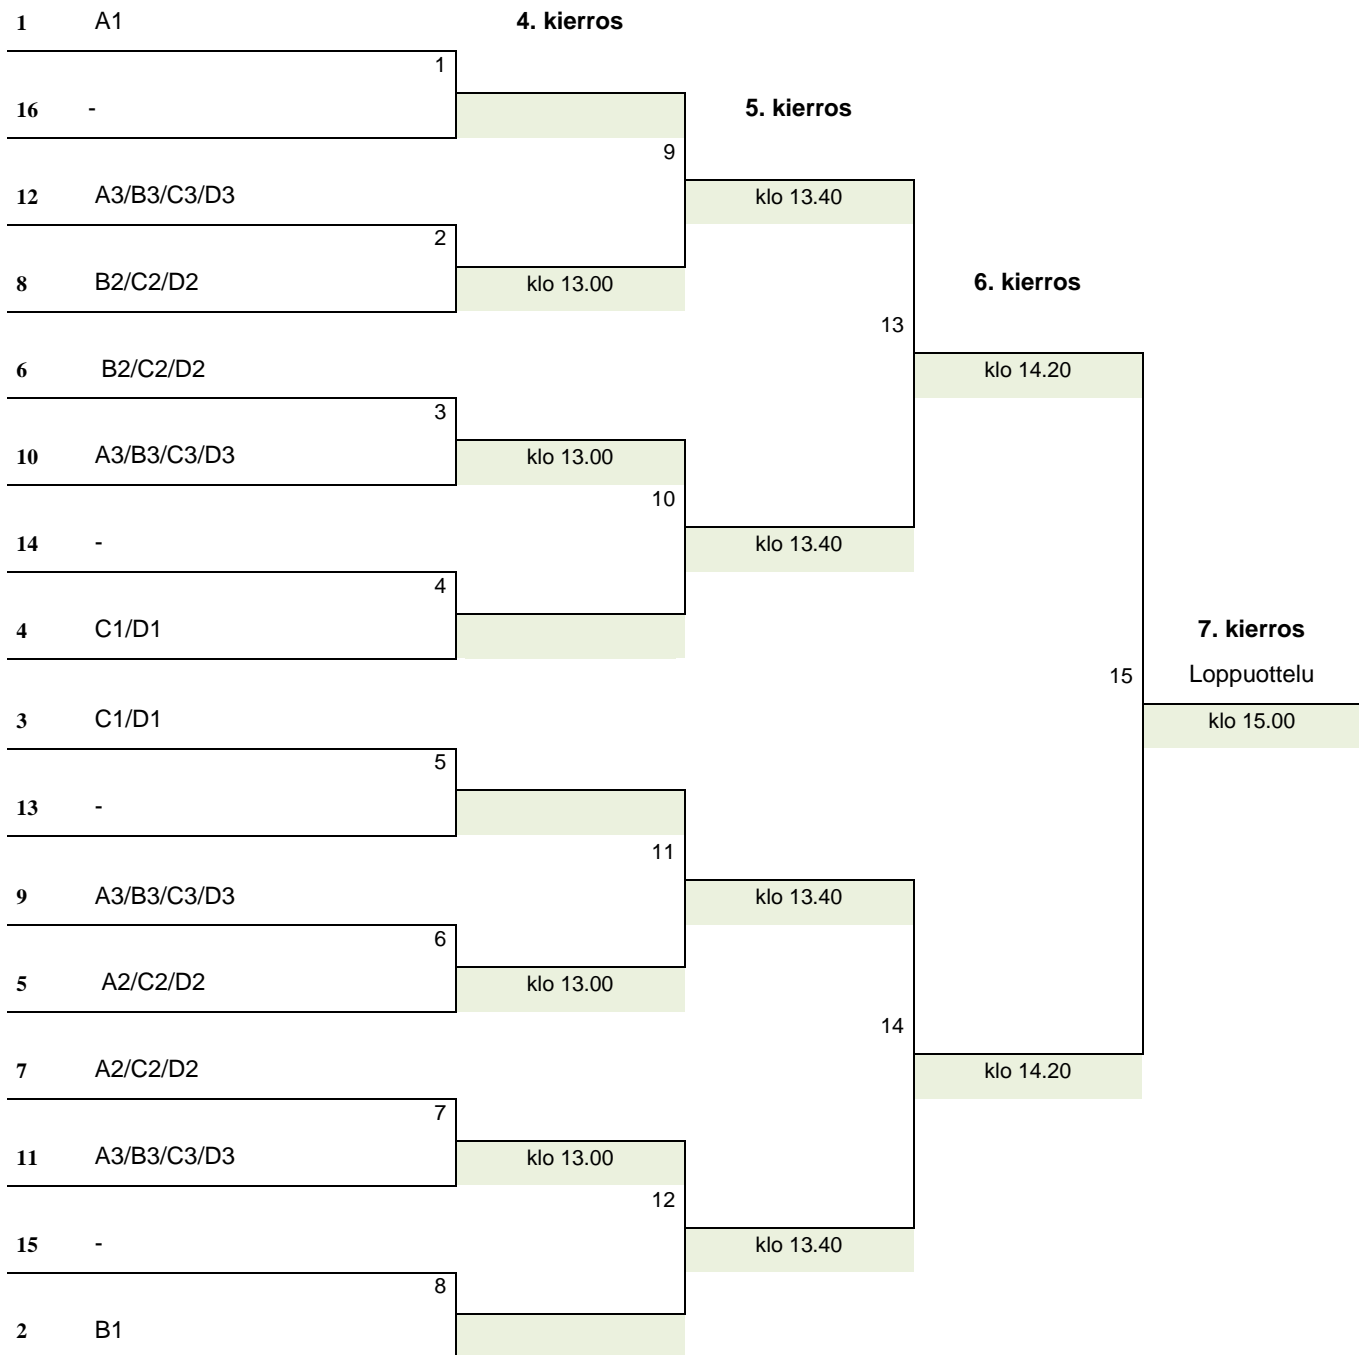 1 A1 4. kierros
1
16 - 5. kierros
9
12 A3/B3/C3/D3 klo 13.40
2
8 B2/C2/D2 klo 13.00 6. kierros
13
6 B2/C2/D2 klo 14.20
3
10 A3/B3/C3/D3 klo 13.00
10
14 - klo 13.40
4
4 C1/D1 7. kierros
15 Loppuottelu
3 C1/D1 klo 15.00
5
13 -
11
9 A3/B3/C3/D3 klo 13.40
6
5 A2/C2/D2 klo 13.00
14
7 A2/C2/D2 klo 14.20
7
11 A3/B3/C3/D3 klo 13.00
12
15 - klo 13.40
8
2 B1